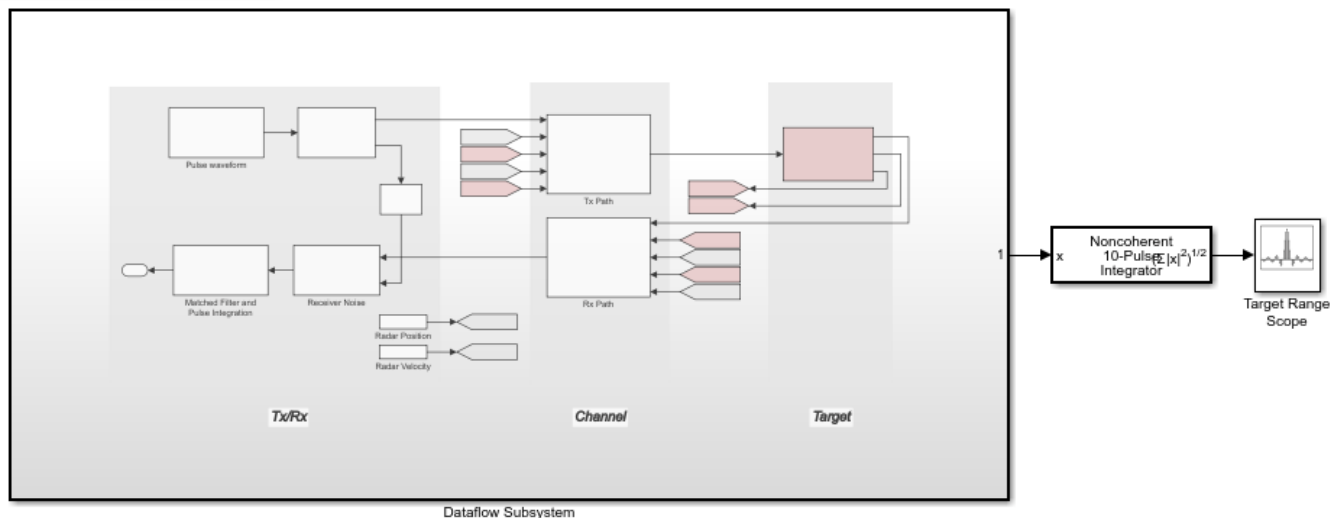 Pulse waveform
Tx Path
Matched Filter and
Pulse Integration
Receiver Noise
Rx Path
Radar Position
Radar Velocity
Tx/Rx
Channel
Target
Dataflow Subsystem
1
x
Noncoherent
10-Pulse
Integrator
(Σ|x|²)^1/2
Target Range
Scope